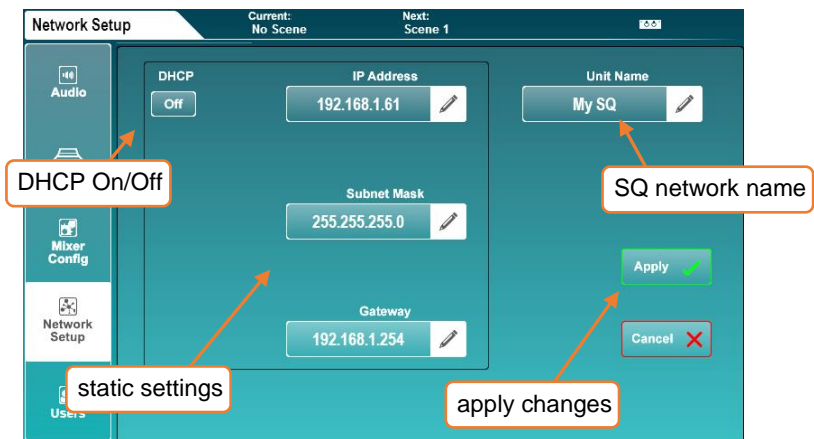 Network Setup
Current:
No Scene
Next:
Scene 1
Audio
DHCP
Off
IP Address
192.168.1.61
Unit Name
My SQ
DHCP On/Off
SQ network name
Subnet Mask
255.255.255.0
Mixer
Config
Apply
Network
Setup
Gateway
192.168.1.254
Cancel
static settings
apply changes
Users